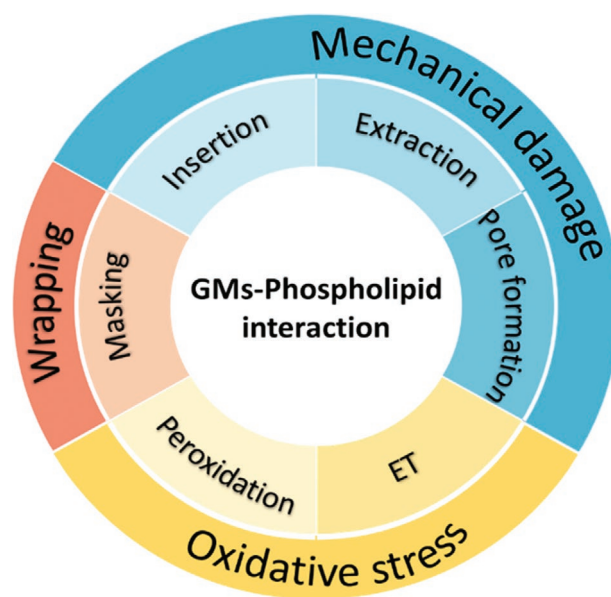 Mechanical damage
Insertion
Extraction
Pore formation
Wrapping
Masking
GMs-Phospholipid
interaction
Peroxidation
ET
Oxidative stress